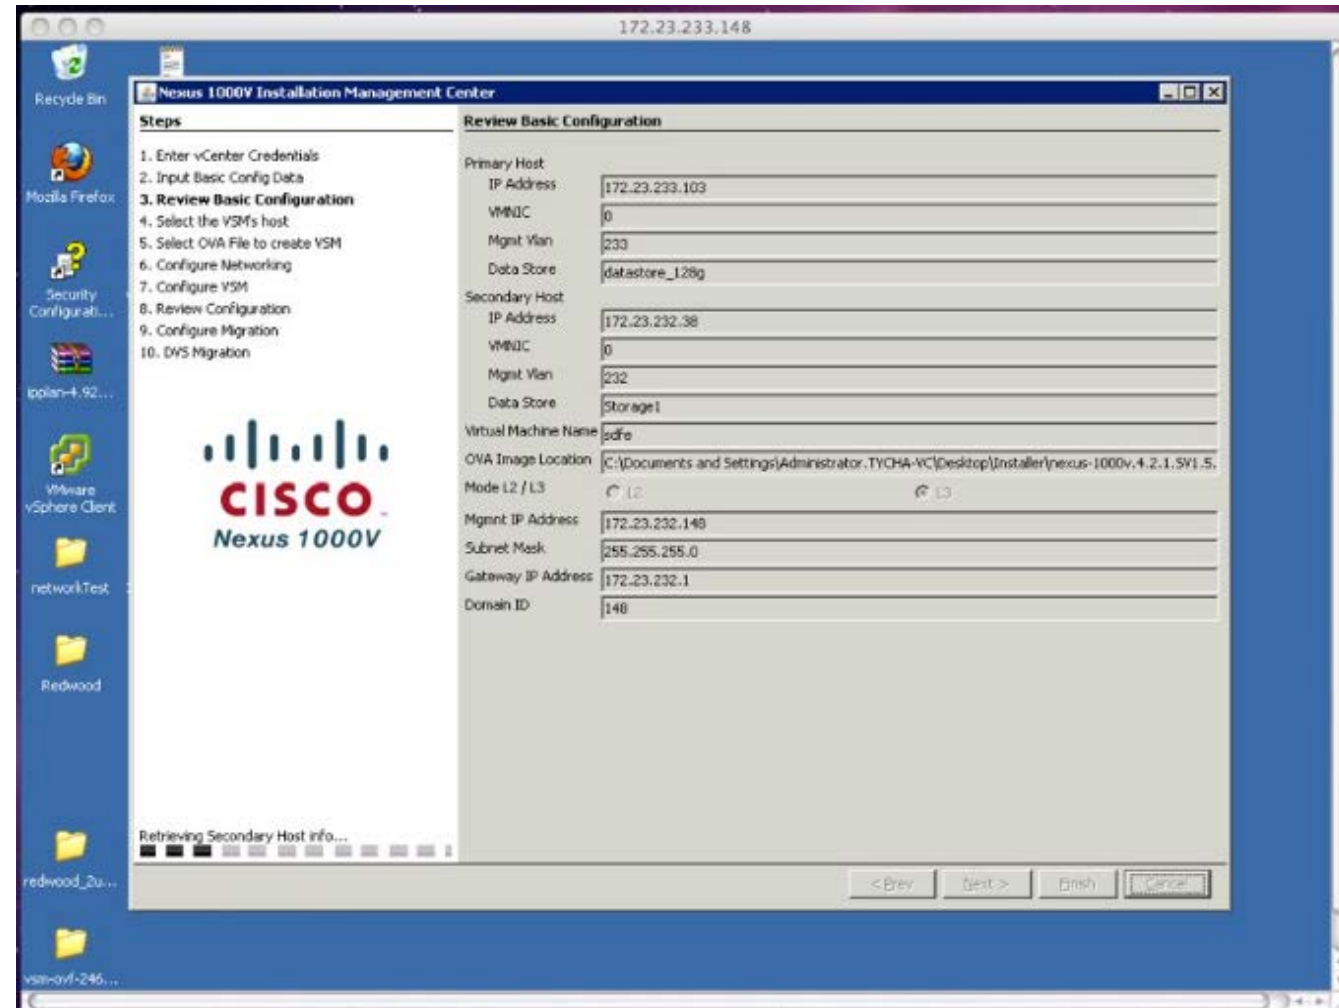 172.23.233.148
Recycle Bin
Mozilla Firefox
Security
Configurati...
ipplan-4.92...
VMware
vSphere Client
networkTest
Redwood
redwood_2u...
vsm-ovf-246...
Nexus 1000V Installation Management Center
Steps
1. Enter vCenter Credentials
2. Input Basic Config Data
3. Review Basic Configuration
4. Select the VSM's host
5. Select OVA File to create VSM
6. Configure Networking
7. Configure VSM
8. Review Configuration
9. Configure Migration
10. DVS Migration
CISCO
Nexus 1000V
Retrieving Secondary Host info...
Review Basic Configuration
Primary Host
IP Address 172.23.233.103
VMNIC 0
Mgmt Vlan 233
Data Store datastore_128g
Secondary Host
IP Address 172.23.232.38
VMNIC 0
Mgmt Vlan 232
Data Store Storage1
Virtual Machine Name sdfe
OVA Image Location C:\Documents and Settings\Administrator.TYCHA-VC\Desktop\Installer\nexus-1000v.4.2.1.SV1.5.
Mode L2 / L3 L2 L3
Mgmnt IP Address 172.23.232.148
Subnet Mask 255.255.255.0
Gateway IP Address 172.23.232.1
Domain ID 148
< Prev Next > Finish Cancel